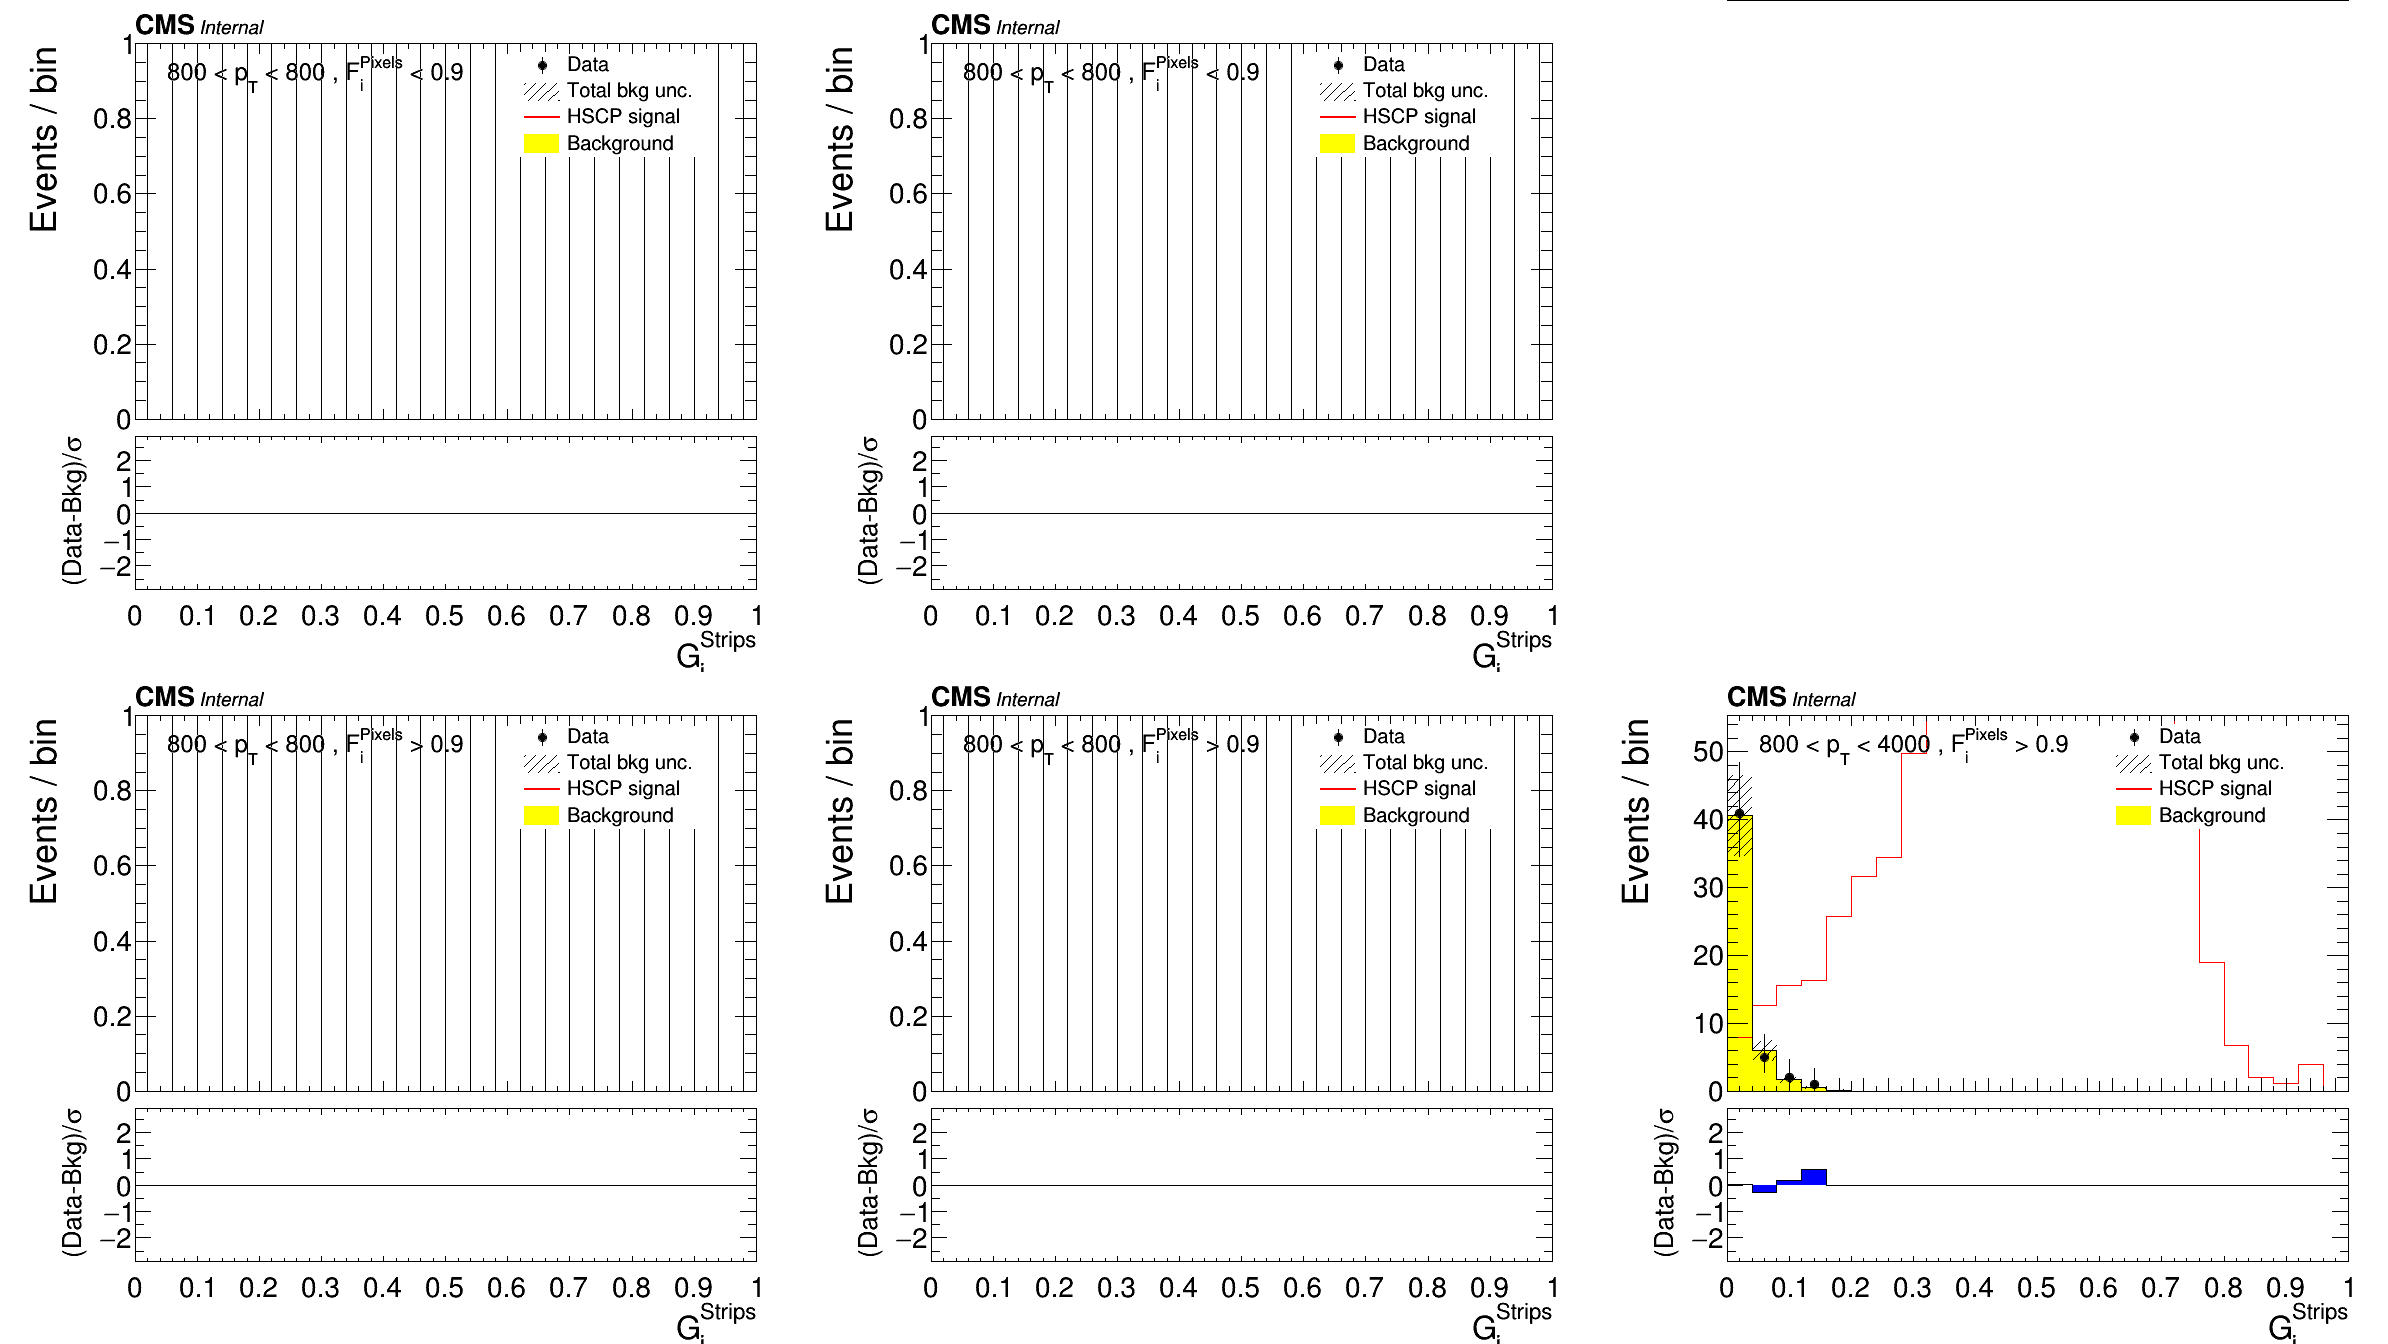 CMS Internal
Events / bin
800 < p_T < 800 , F_i^Pixels < 0.9
Data
Total bkg unc.
HSCP signal
Background
1
0.8
0.6
0.4
0.2
0
(Data-Bkg)/σ
2
1
0
−1
−2
0 0.1 0.2 0.3 0.4 0.5 0.6 0.7 0.8 0.9 1
G_i^Strips
CMS Internal
Events / bin
800 < p_T < 800 , F_i^Pixels < 0.9
Data
Total bkg unc.
HSCP signal
Background
1
0.8
0.6
0.4
0.2
0
(Data-Bkg)/σ
2
1
0
−1
−2
0 0.1 0.2 0.3 0.4 0.5 0.6 0.7 0.8 0.9 1
G_i^Strips
CMS Internal
Events / bin
800 < p_T < 800 , F_i^Pixels > 0.9
Data
Total bkg unc.
HSCP signal
Background
1
0.8
0.6
0.4
0.2
0
(Data-Bkg)/σ
2
1
0
−1
−2
0 0.1 0.2 0.3 0.4 0.5 0.6 0.7 0.8 0.9 1
G_i^Strips
CMS Internal
Events / bin
800 < p_T < 800 , F_i^Pixels > 0.9
Data
Total bkg unc.
HSCP signal
Background
1
0.8
0.6
0.4
0.2
0
(Data-Bkg)/σ
2
1
0
−1
−2
0 0.1 0.2 0.3 0.4 0.5 0.6 0.7 0.8 0.9 1
G_i^Strips
CMS Internal
Events / bin
800 < p_T < 4000 , F_i^Pixels > 0.9
Data
Total bkg unc.
HSCP signal
Background
50
40
30
20
10
0
(Data-Bkg)/σ
2
1
0
−1
−2
0 0.1 0.2 0.3 0.4 0.5 0.6 0.7 0.8 0.9 1
G_i^Strips